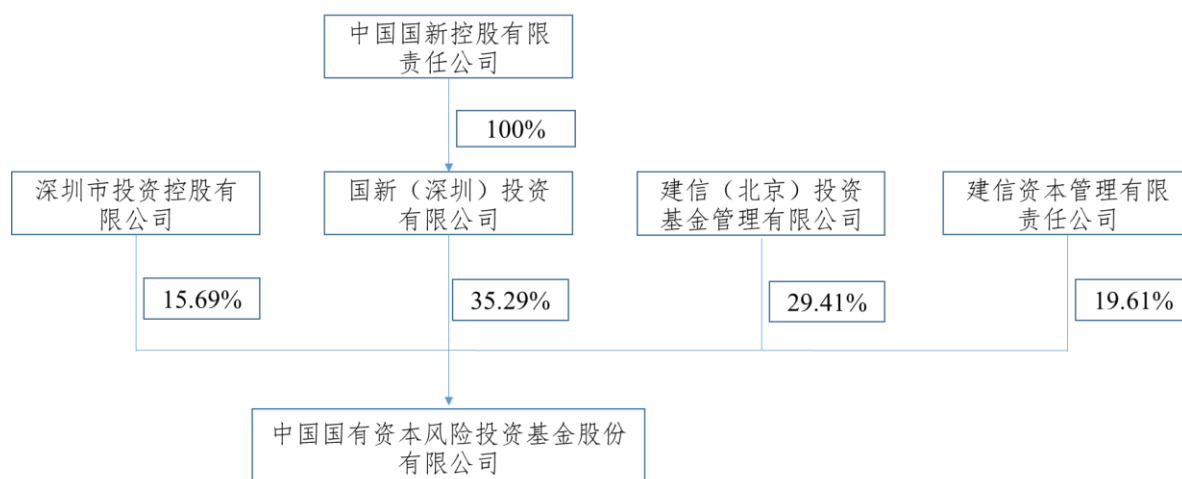 中国国新控股有限
责任公司
100%
深圳市投资控股有
限公司
国新（深圳）投资
有限公司
建信（北京）投资
基金管理有限公司
建信资本管理有限
责任公司
15.69%
35.29%
29.41%
19.61%
中国国有资本风险投资基金股份
有限公司